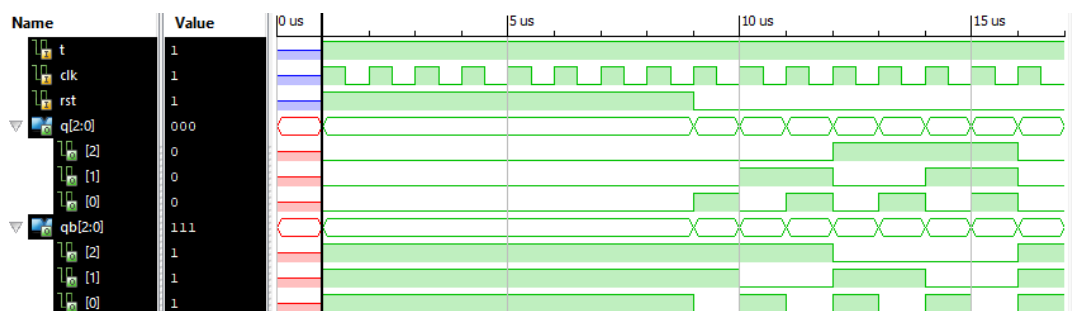 Name Value 0 us 5 us 10 us 15 us
t 1
clk 1
rst 1
q[2:0] 000
[2] 0
[1] 0
[0] 0
qb[2:0] 111
[2] 1
[1] 1
[0] 1